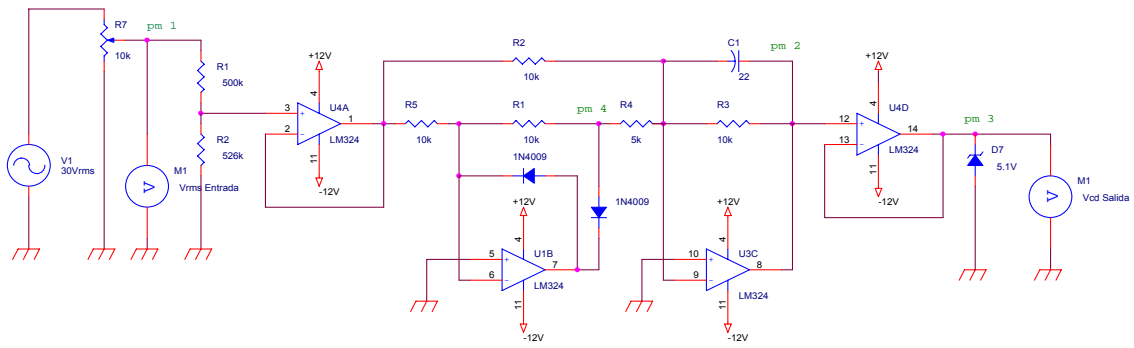 R7
10k
pm 1
R1
500k
R2
526k
V1
30Vrms
M1
V
Vrms Entrada
+12V
4
U4A
3
+
1
2
-
LM324
11
-12V
R2
10k
R5
10k
R1
10k
pm 4
R4
5k
C1
22
pm 2
R3
10k
1N4009
1N4009
+12V
4
U1B
5
+
7
6
-
LM324
11
-12V
+12V
4
U3C
10
+
8
9
-
LM324
11
-12V
+12V
4
U4D
12
+
14
13
-
LM324
11
-12V
pm 3
D7
5.1V
M1
V
Vcd Salida